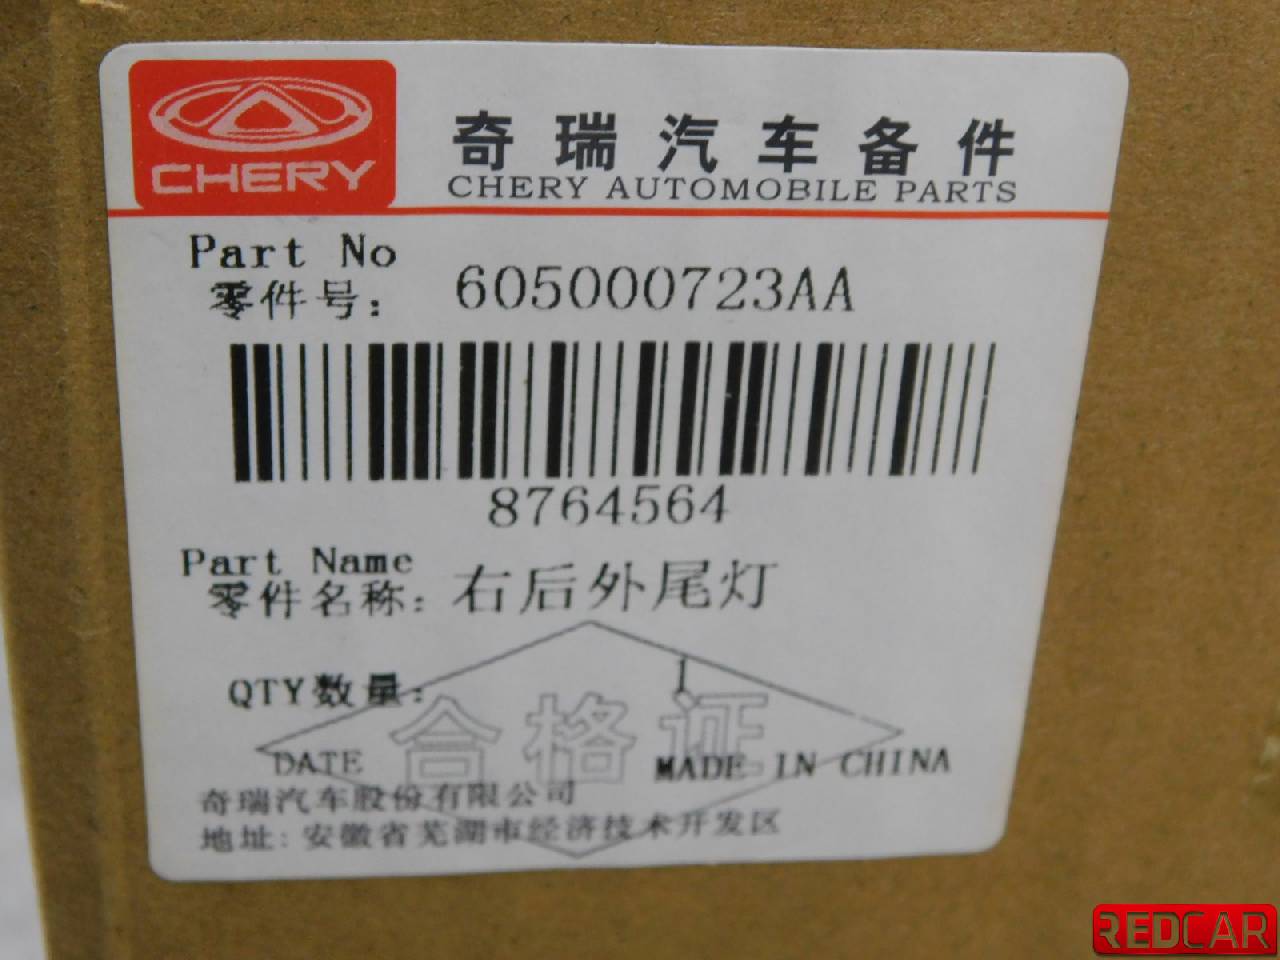 CHERY
奇瑞汽车备件
CHERY AUTOMOBILE PARTS
Part No
零件号: 605000723AA
8764564
Part Name
零件名称: 右后外尾灯
QTY数量: 1
合格证
DATE MADE IN CHINA
奇瑞汽车股份有限公司
地址: 安徽省芜湖市经济技术开发区
REDCAR